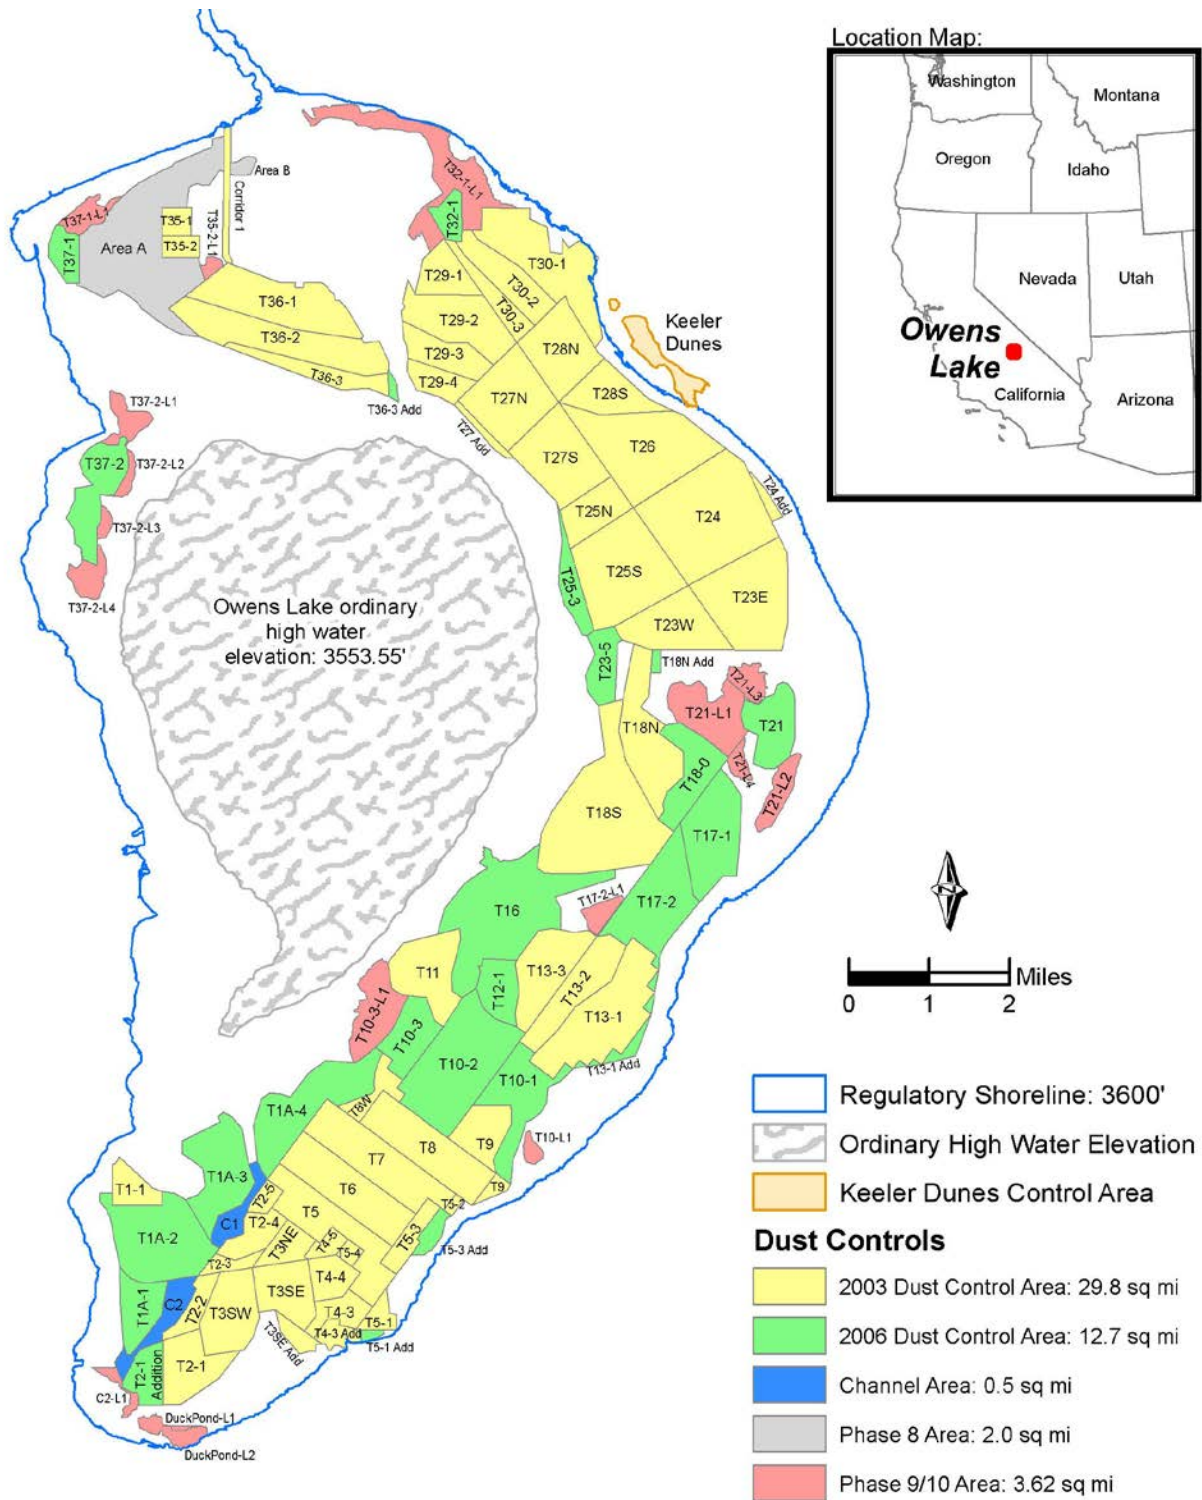 Location Map:
Washington
Montana
Oregon
Idaho
Nevada
Utah
Owens
Lake
California
Arizona
Area B
Corridor 1
T32-1-L1
T37-1-L1
T35-1
T35-2-L1
T32-1
T37-1
Area A
T35-2
T30-1
T29-1
T30-2
T36-1
T30-3
Keeler
Dunes
T29-2
T36-2
T28N
T29-3
T36-3
T29-4
T28S
T37-2-L1
T36-3 Add
T27N
T27 Add
T26
T37-2
T37-2-L2
T27S
T24 Add
T25N
T24
T37-2-L3
T25S
T25-3
T37-2-L4
T23E
Owens Lake ordinary
high water
elevation: 3553.55'
T23W
T23-5
T18N Add
T21-L3
T21-L1
T21
T18N
T21-L4
T18-0
T21-L2
T18S
T17-1
T17-2-L1
T16
T17-2
T11
T13-3
T12-1
T13-2
T10-3-L1
T13-1
T10-3
T10-2
T10-1
T13-1 Add
T1A-4
T8W
T8
T9
T10-L1
T7
T1A-3
T6
T9
T1-1
T2-5
T5-2
C1
T2-4
T5
T1A-2
T3NE
T4-5
T5-3
T5-4
T5-3 Add
T2-3
T4-4
T3SE
T1A-1
C2
T2-2
T3SW
T4-3
T5-1
T4-3 Add
T5-1 Add
T3SE Add
T2-1
T2-1
Addition
C2-L1
DuckPond-L1
DuckPond-L2
N
Miles
0 1 2
Regulatory Shoreline: 3600'
Ordinary High Water Elevation
Keeler Dunes Control Area
Dust Controls
2003 Dust Control Area: 29.8 sq mi
2006 Dust Control Area: 12.7 sq mi
Channel Area: 0.5 sq mi
Phase 8 Area: 2.0 sq mi
Phase 9/10 Area: 3.62 sq mi